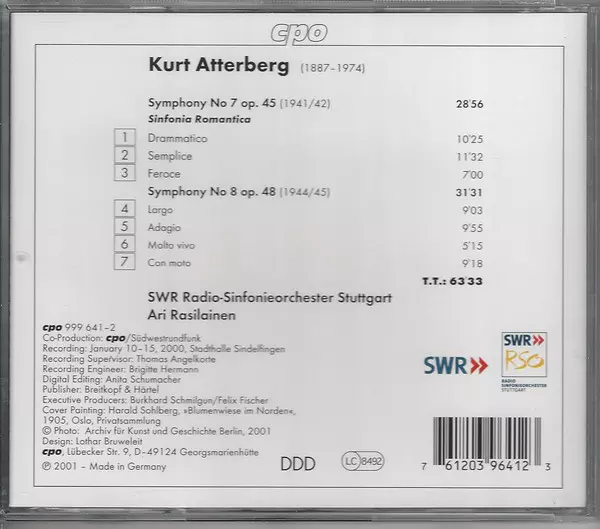 cpo
Kurt Atterberg (1887–1974)
Symphony No 7 op. 45 (1941/42) 28'56
Sinfonia Romantica
1 Drammatico 10'25
2 Semplice 11'32
3 Feroce 7'00
Symphony No 8 op. 48 (1944/45) 31'31
4 Largo 9'03
5 Adagio 9'55
6 Molto vivo 5'15
7 Con moto 9'18
T.T.: 63'33
SWR Radio-Sinfonieorchester Stuttgart
Ari Rasilainen
cpo 999 641–2
Co-Production: cpo/Südwestrundfunk
Recording: January 10–15, 2000, Stadthalle Sindelfingen
Recording Supervisor: Thomas Angelkorte
Recording Engineer: Brigitte Hermann
Digital Editing: Anita Schumacher
Publisher: Breitkopf & Härtel
Executive Producers: Burkhard Schmilgun/Felix Fischer
Cover Painting: Harald Sohlberg, »Blumenwiese im Norden«,
1905, Oslo, Privatsammlung
© Photo: Archiv für Kunst und Geschichte Berlin, 2001
Design: Lothar Bruweleit
cpo, Lübecker Str. 9, D–49124 Georgsmarienhütte
℗ 2001 – Made in Germany
DDD
LC 8492
SWR»
SWR»
RSO
RADIO
SINFONIEORCHESTER
STUTTGART
7 61203 96412 3